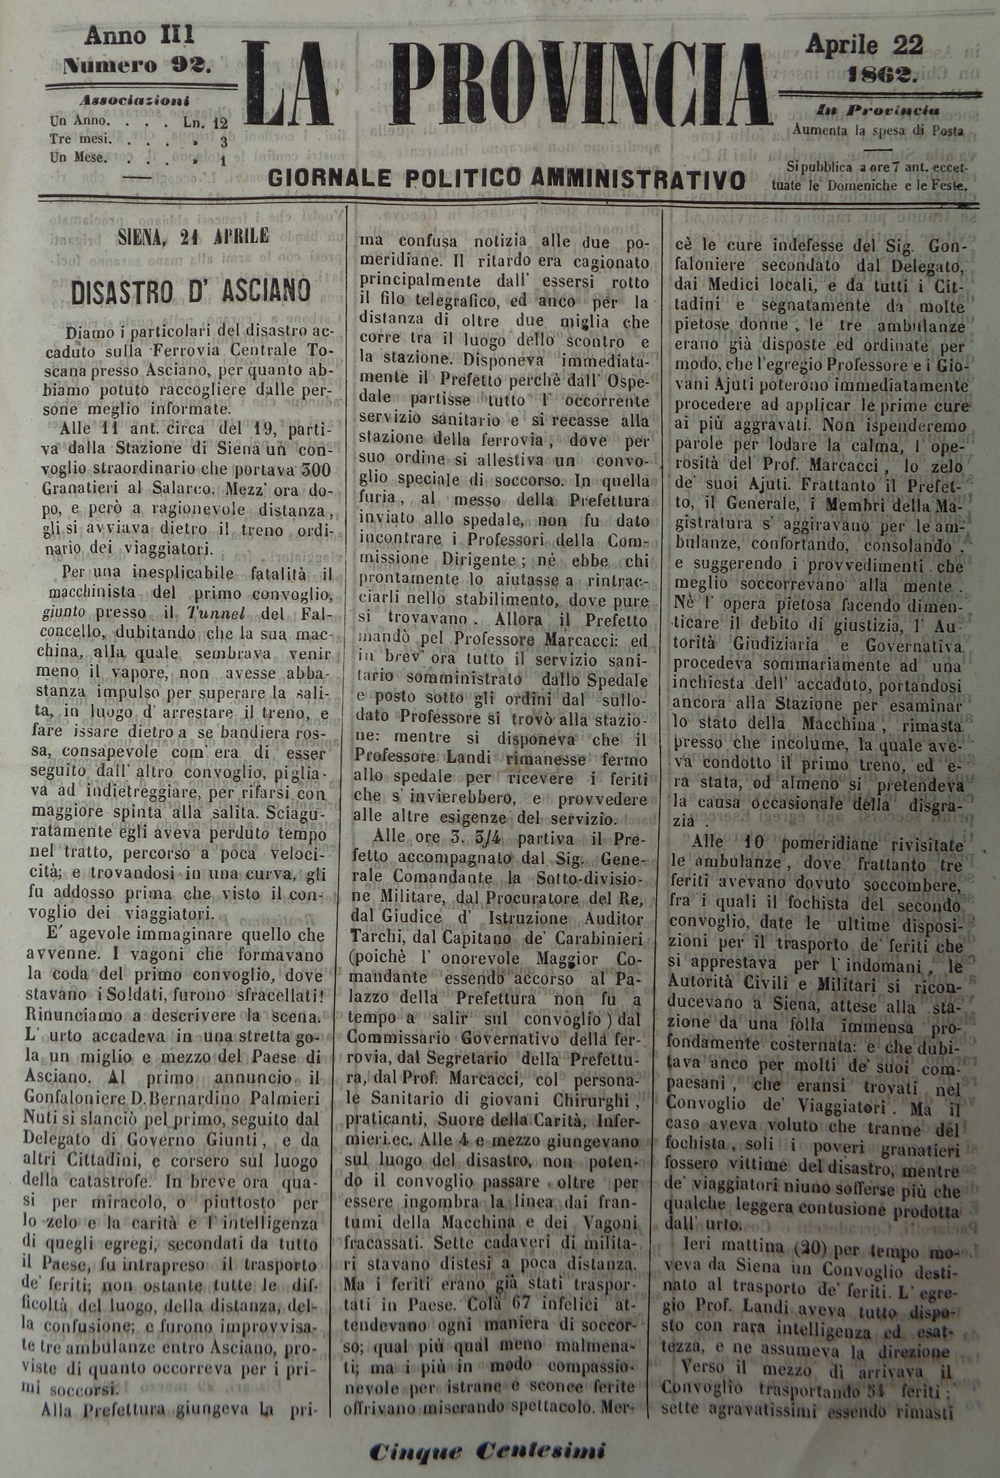 Anno III
Numero 92.
Associazioni
Un Anno. . . . . Ln. 12
Tre mesi. . . . . » 3
Un Mese. . . . . » 1
LA PROVINCIA
GIORNALE POLITICO AMMINISTRATIVO
Aprile 22
1862.
In Provincia
Aumenta la spesa di Posta
Si pubblica a ore 7 ant. eccet-
tuate le Domeniche e le Feste.
SIENA, 21 APRILE
DISASTRO D' ASCIANO
Diamo i particolari del disastro ac-
caduto sulla Ferrovia Centrale To-
scana presso Asciano, per quanto ab-
biamo potuto raccogliere dalle per-
sone meglio informate.
Alle 11 ant. circa del 19, parti-
va dalla Stazione di Siena un con-
voglio straordinario che portava 300
Granatieri al Salarco. Mezz' ora do-
po, e però a ragionevole distanza,
gli si avviava dietro il treno ordi-
nario dei viaggiatori.
Per una inesplicabile fatalità il
macchinista del primo convoglio,
giunto presso il Tunnel del Fal-
concello, dubitando che la sua mac-
china, alla quale sembrava venir
meno il vapore, non avesse abba-
stanza impulso per superare la sali-
ta, in luogo d' arrestare il treno, e
fare issare dietro a se bandiera ros-
sa, consapevole com'era di esser
seguito dall' altro convoglio, piglia-
va ad indietreggiare, per rifarsi con
maggiore spinta alla salita. Sciagu-
ratamente egli aveva perduto tempo
nel tratto, percorso a poca veloci-
cità; e trovandosi in una curva, gli
fu addosso prima che visto il con-
voglio dei viaggiatori.
E' agevole immaginare quello che
avvenne. I vagoni che formavano
la coda del primo convoglio, dove
stavano i Soldati, furono sfracellati!
Rinunciamo a descrivere la scena.
L' urto accadeva in una stretta go-
la un miglio e mezzo del Paese di
Asciano. Al primo annuncio il
Gonfaloniere D. Bernardino Palmieri
Nuti si slanciò pel primo, seguito dal
Delegato di Governo Giunti, e da
altri Cittadini, e corsero sul luogo
della catastrofe. In breve ora qua-
si per miracolo, o piuttosto per
lo zelo e la carità e l' intelligenza
di quegli egregi, secondati da tutto
il Paese, fu intrapreso il trasporto
de' feriti; non ostante tutte le dif-
ficoltà del luogo, della distanza, del-
la confusione; e furono improvvisa-
te tre ambulanze entro Asciano, pro-
viste di quanto occorreva per i pri-
mi soccorsi.
Alla Prefettura giungeva la pri-
ma confusa notizia alle due po-
meridiane. Il ritardo era cagionato
principalmente dall' essersi rotto
il filo telegrafico, ed anco per la
distanza di oltre due miglia che
corre tra il luogo dello scontro e
la stazione. Disponeva immediata-
mente il Prefetto perchè dall' Ospe-
dale partisse tutto l' occorrente
servizio sanitario e si recasse alla
stazione della ferrovia, dove per
suo ordine si allestiva un convo-
glio speciale di soccorso. In quella
furia, al messo della Prefettura
inviato allo spedale, non fu dato
incontrare i Professori della Com-
missione Dirigente; nè ebbe chi
prontamente lo aiutasse a rintrac-
ciarli nello stabilimento, dove pure
si trovavano. Allora il Prefetto
mandò pel Professore Marcacci: ed
in brev' ora tutto il servizio sani-
tario somministrato dallo Spedale
e posto sotto gli ordini dal sullo-
dato Professore si trovò alla stazio-
ne: mentre si disponeva che il
Professore Landi rimanesse fermo
allo spedale per ricevere i feriti
che s' invierebbero, e provvedere
alle altre esigenze del servizio.
Alle ore 3. 3/4 partiva il Pre-
fetto accompagnato dal Sig. Gene-
rale Comandante la Sotto-divisio-
ne Militare, dal Procuratore del Re,
dal Giudice d' Istruzione Auditor
Tarchi, dal Capitano de' Carabinieri
(poichè l' onorevole Maggior Co-
mandante essendo accorso al Pa-
lazzo della Prefettura non fu a
tempo a salir sul convoglio) dal
Commissario Governativo della fer-
rovia, dal Segretario della Prefettu-
ra, dal Prof. Marcacci, col persona-
le Sanitario di giovani Chirurghi,
praticanti, Suore della Carità, Infer-
mieri ec. Alle 4 e mezzo giungevano
sul luogo del disastro, non poten-
do il convoglio passare oltre per
essere ingombra la linea dai fran-
tumi della Macchina e dei Vagoni
fracassati. Sette cadaveri di milita-
ri stavano distesi a poca distanza.
Ma i feriti erano già stati traspor-
tati in Paese. Colà 67 infelici at-
tendevano ogni maniera di soccor-
so; qual più qual meno malmena-
ti; ma i più in modo compassio-
nevole per istrane e sconce ferite
offrivano miserando spettacolo. Mer-
cè le cure indefesse del Sig. Gon-
faloniere secondato dal Delegato,
dai Medici locali, e da tutti i Cit-
tadini e segnatamente da molte
pietose donne, le tre ambulanze
erano già disposte ed ordinate per
modo, che l'egregio Professore e i Gio-
vani Ajuti poterono immediatamente
procedere ad applicar le prime cure
ai più aggravati. Non ispenderemo
parole per lodare la calma, l' ope-
rosità del Prof. Marcacci, lo zelo
de' suoi Ajuti. Frattanto il Prefet-
to, il Generale, i Membri della Ma-
gistratura s' aggiravano per le am-
bulanze, confortando, consolando,
e suggerendo i provvedimenti che
meglio soccorrevano alla mente.
Nè l' opera pietosa facendo dimen-
ticare il debito di giustizia, l' Au-
torità Giudiziaria e Governativa
procedeva sommariamente ad una
inchiesta dell' accaduto, portandosi
ancora alla Stazione per esaminar
lo stato della Macchina, rimasta
presso che incolume, la quale ave-
va condotto il primo treno, ed e-
ra stata, od almeno si pretendeva
la causa occasionale della disgra-
zia.
Alle 10 pomeridiane rivisitate
le ambulanze, dove frattanto tre
feriti avevano dovuto soccombere,
fra i quali il fochista del secondo
convoglio, date le ultime disposi-
zioni per il trasporto de' feriti che
si apprestava per l' indomani, le
Autorità Civili e Militari si ricon-
ducevano a Siena, attese alla sta-
zione da una folla immensa pro-
fondamente costernata: e che dubi-
tava anco per molti de' suoi com-
paesani, che eransi trovati nel
Convoglio de' Viaggiatori. Ma il
caso aveva voluto che tranne del
fochista, soli i poveri granatieri
fossero vittime del disastro, mentre
de' viaggiatori niuno sofferse più che
qualche leggera contusione prodotta
dall' urto.
Ieri mattina (20) per tempo mo-
veva da Siena un Convoglio desti-
nato al trasporto de' feriti. L' egre-
gio Prof. Landi aveva tutto dispo-
sto con rara intelligenza ed esat-
tezza, e ne assumeva la direzione
Verso il mezzo dì arrivava il
Convoglio trasportando 54 feriti;
sette agravatissimi essendo rimasti
Cinque Centesimi